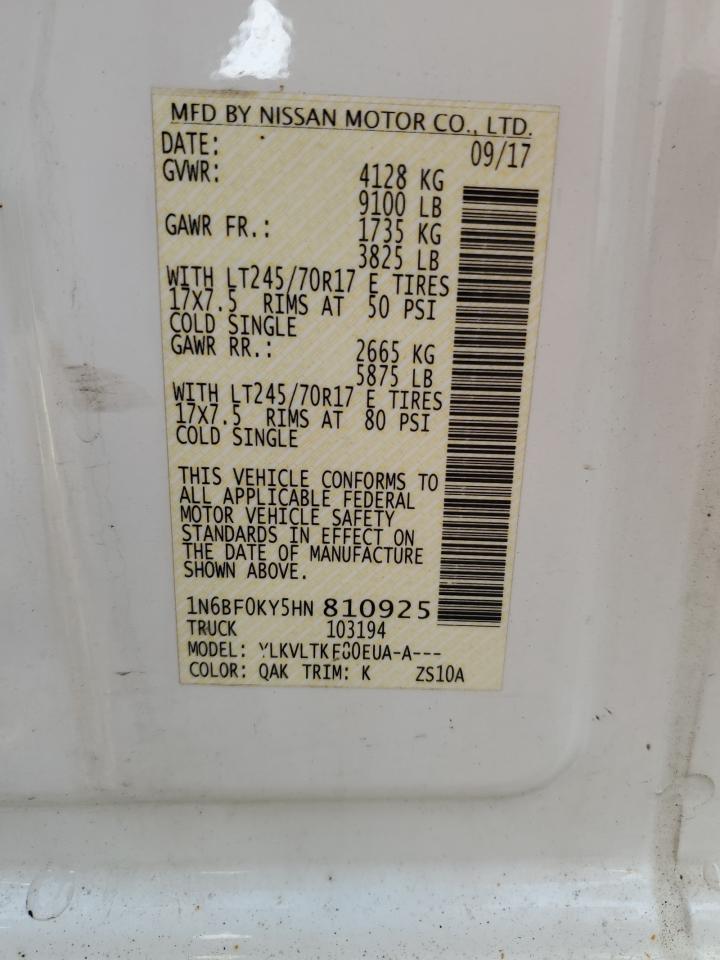 MFD BY NISSAN MOTOR CO., LTD.
DATE: 09/17
GVWR: 4128 KG
9100 LB
GAWR FR.: 1735 KG
3825 LB
WITH LT245/70R17 E TIRES
17X7.5 RIMS AT 50 PSI
COLD SINGLE
GAWR RR.: 2665 KG
5875 LB
WITH LT245/70R17 E TIRES
17X7.5 RIMS AT 80 PSI
COLD SINGLE
THIS VEHICLE CONFORMS TO
ALL APPLICABLE FEDERAL
MOTOR VEHICLE SAFETY
STANDARDS IN EFFECT ON
THE DATE OF MANUFACTURE
SHOWN ABOVE.
1N6BF0KY5HN 810925
TRUCK 103194
MODEL:
COLOR: QAK TRIM: K ZS10A